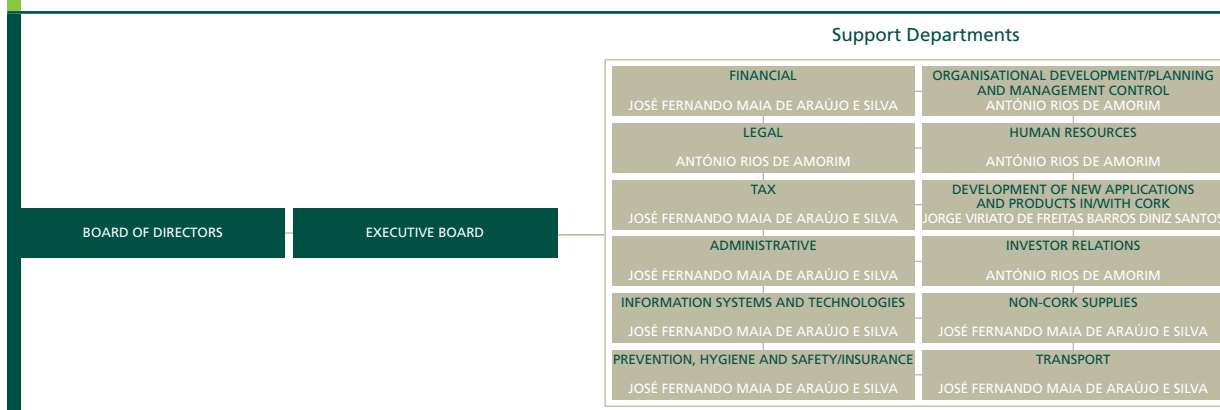 Support Departments
FINANCIAL
JOSÉ FERNANDO MAIA DE ARAÚJO E SILVA
ORGANISATIONAL DEVELOPMENT/PLANNING
AND MANAGEMENT CONTROL
ANTÓNIO RIOS DE AMORIM
LEGAL
ANTÓNIO RIOS DE AMORIM
HUMAN RESOURCES
ANTÓNIO RIOS DE AMORIM
TAX
JOSÉ FERNANDO MAIA DE ARAÚJO E SILVA
DEVELOPMENT OF NEW APPLICATIONS
AND PRODUCTS IN/WITH CORK
JORGE VIRIATO DE FREITAS BARROS DINIZ SANTOS
BOARD OF DIRECTORS
EXECUTIVE BOARD
ADMINISTRATIVE
JOSÉ FERNANDO MAIA DE ARAÚJO E SILVA
INVESTOR RELATIONS
ANTÓNIO RIOS DE AMORIM
INFORMATION SYSTEMS AND TECHNOLOGIES
JOSÉ FERNANDO MAIA DE ARAÚJO E SILVA
NON-CORK SUPPLIES
JOSÉ FERNANDO MAIA DE ARAÚJO E SILVA
PREVENTION, HYGIENE AND SAFETY/INSURANCE
JOSÉ FERNANDO MAIA DE ARAÚJO E SILVA
TRANSPORT
JOSÉ FERNANDO MAIA DE ARAÚJO E SILVA